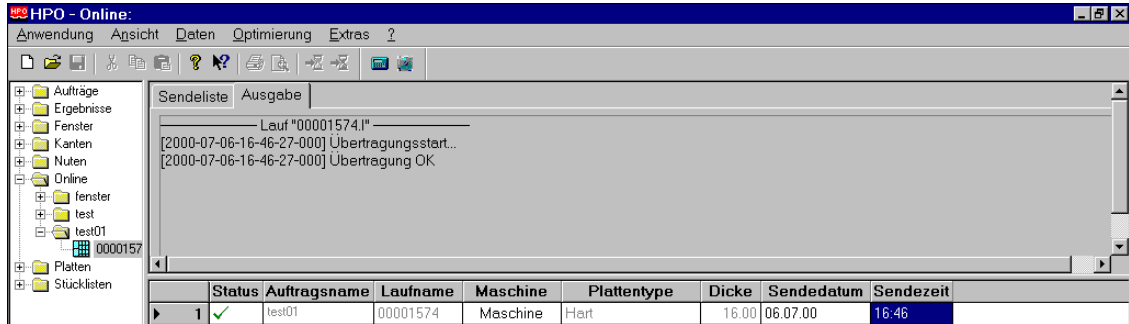 HPO - Online:
Anwendung Ansicht Daten Optimierung Extras ?
Aufträge
Ergebnisse
Fenster
Kanten
Nuten
Online
fenster
test
test01
0000157
Platten
Stücklisten
Sendeliste Ausgabe
Lauf "00001574.l"
[2000-07-06-16-46-27-000] Übertragungsstart...
[2000-07-06-16-46-27-000] Übertragung OK
Status Auftragsname Laufname Maschine Plattentype Dicke Sendedatum Sendezeit
1 test01 00001574 Maschine Hart 16.00 06.07.00 16:46